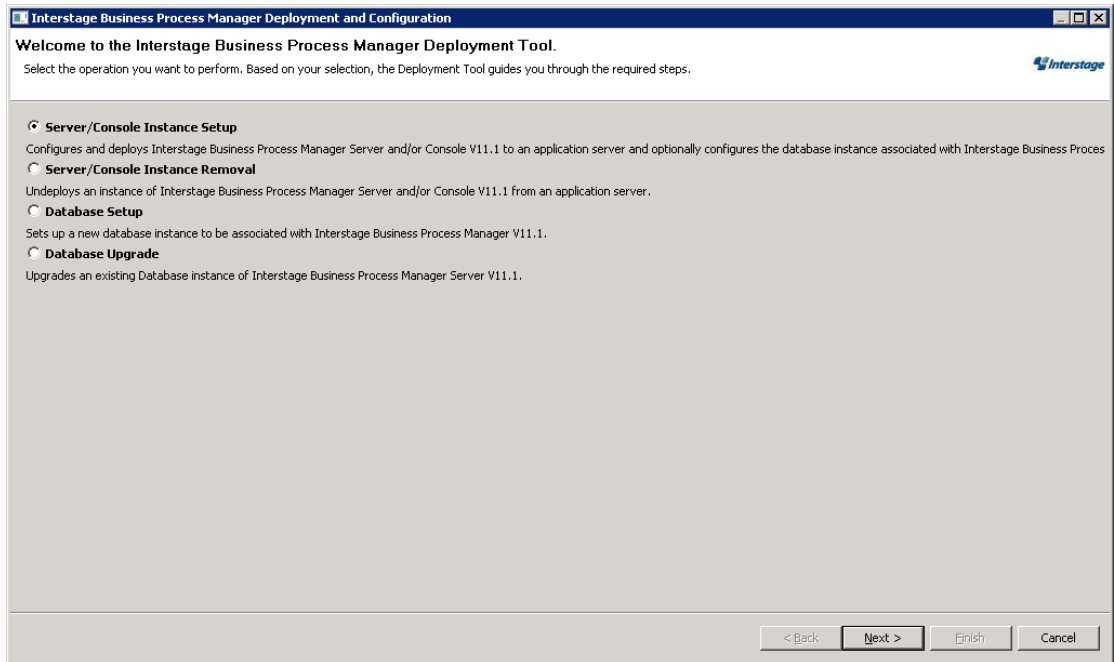 Interstage Business Process Manager Deployment and Configuration
Welcome to the Interstage Business Process Manager Deployment Tool.
Select the operation you want to perform. Based on your selection, the Deployment Tool guides you through the required steps.
Interstage
Server/Console Instance Setup
Configures and deploys Interstage Business Process Manager Server and/or Console V11.1 to an application server and optionally configures the database instance associated with Interstage Business Proces
Server/Console Instance Removal
Undeploys an instance of Interstage Business Process Manager Server and/or Console V11.1 from an application server.
Database Setup
Sets up a new database instance to be associated with Interstage Business Process Manager V11.1.
Database Upgrade
Upgrades an existing Database instance of Interstage Business Process Manager Server V11.1.
< Back Next > Finish Cancel